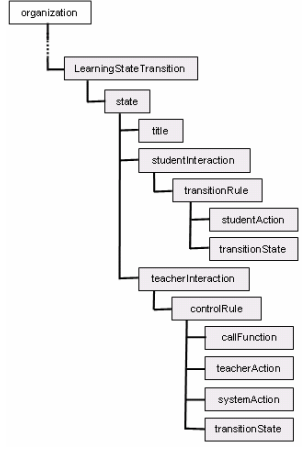 organization
LearningStateTransition
state
title
studentInteraction
transitionRule
studentAction
transitionState
teacherInteraction
controlRule
callFunction
teacherAction
systemAction
transitionState